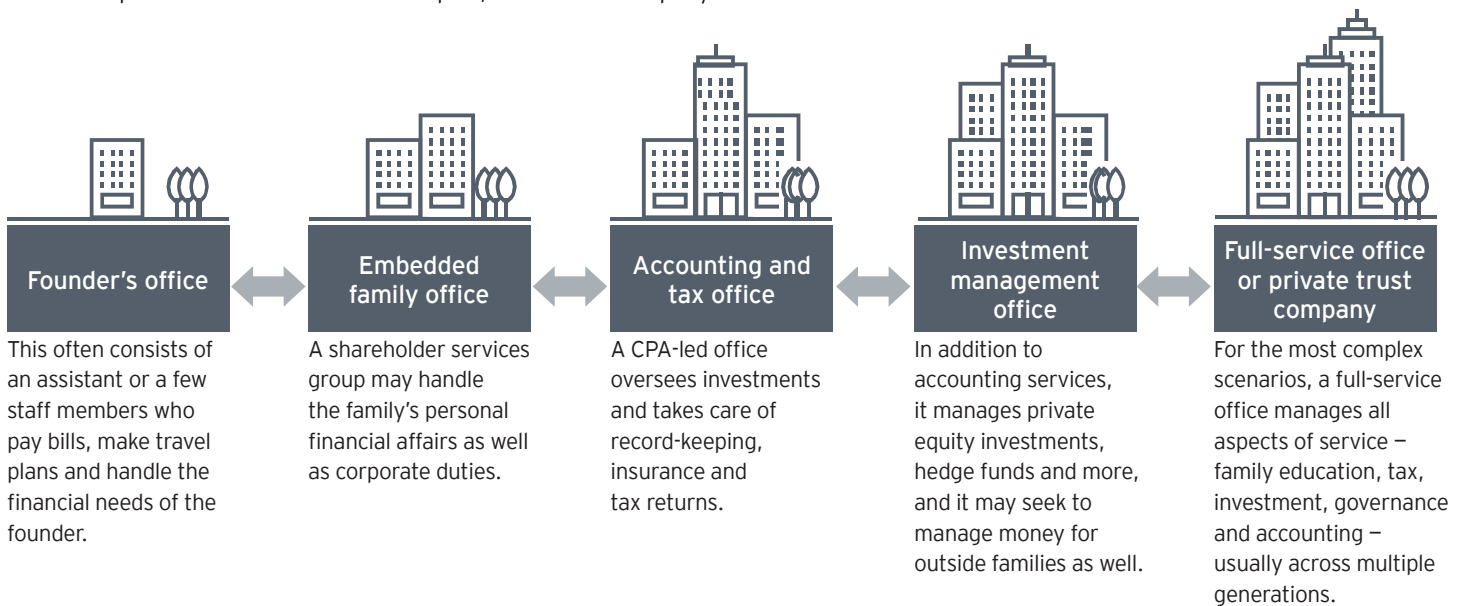 Founder's office
This often consists of
an assistant or a few
staff members who
pay bills, make travel
plans and handle the
financial needs of the
founder.
Embedded
family office
A shareholder services
group may handle
the family's personal
financial affairs as well
as corporate duties.
Accounting and
tax office
A CPA-led office
oversees investments
and takes care of
record-keeping,
insurance and
tax returns.
Investment
management
office
In addition to
accounting services,
it manages private
equity investments,
hedge funds and more,
and it may seek to
manage money for
outside families as well.
Full-service office
or private trust
company
For the most complex
scenarios, a full-service
office manages all
aspects of service –
family education, tax,
investment, governance
and accounting –
usually across multiple
generations.